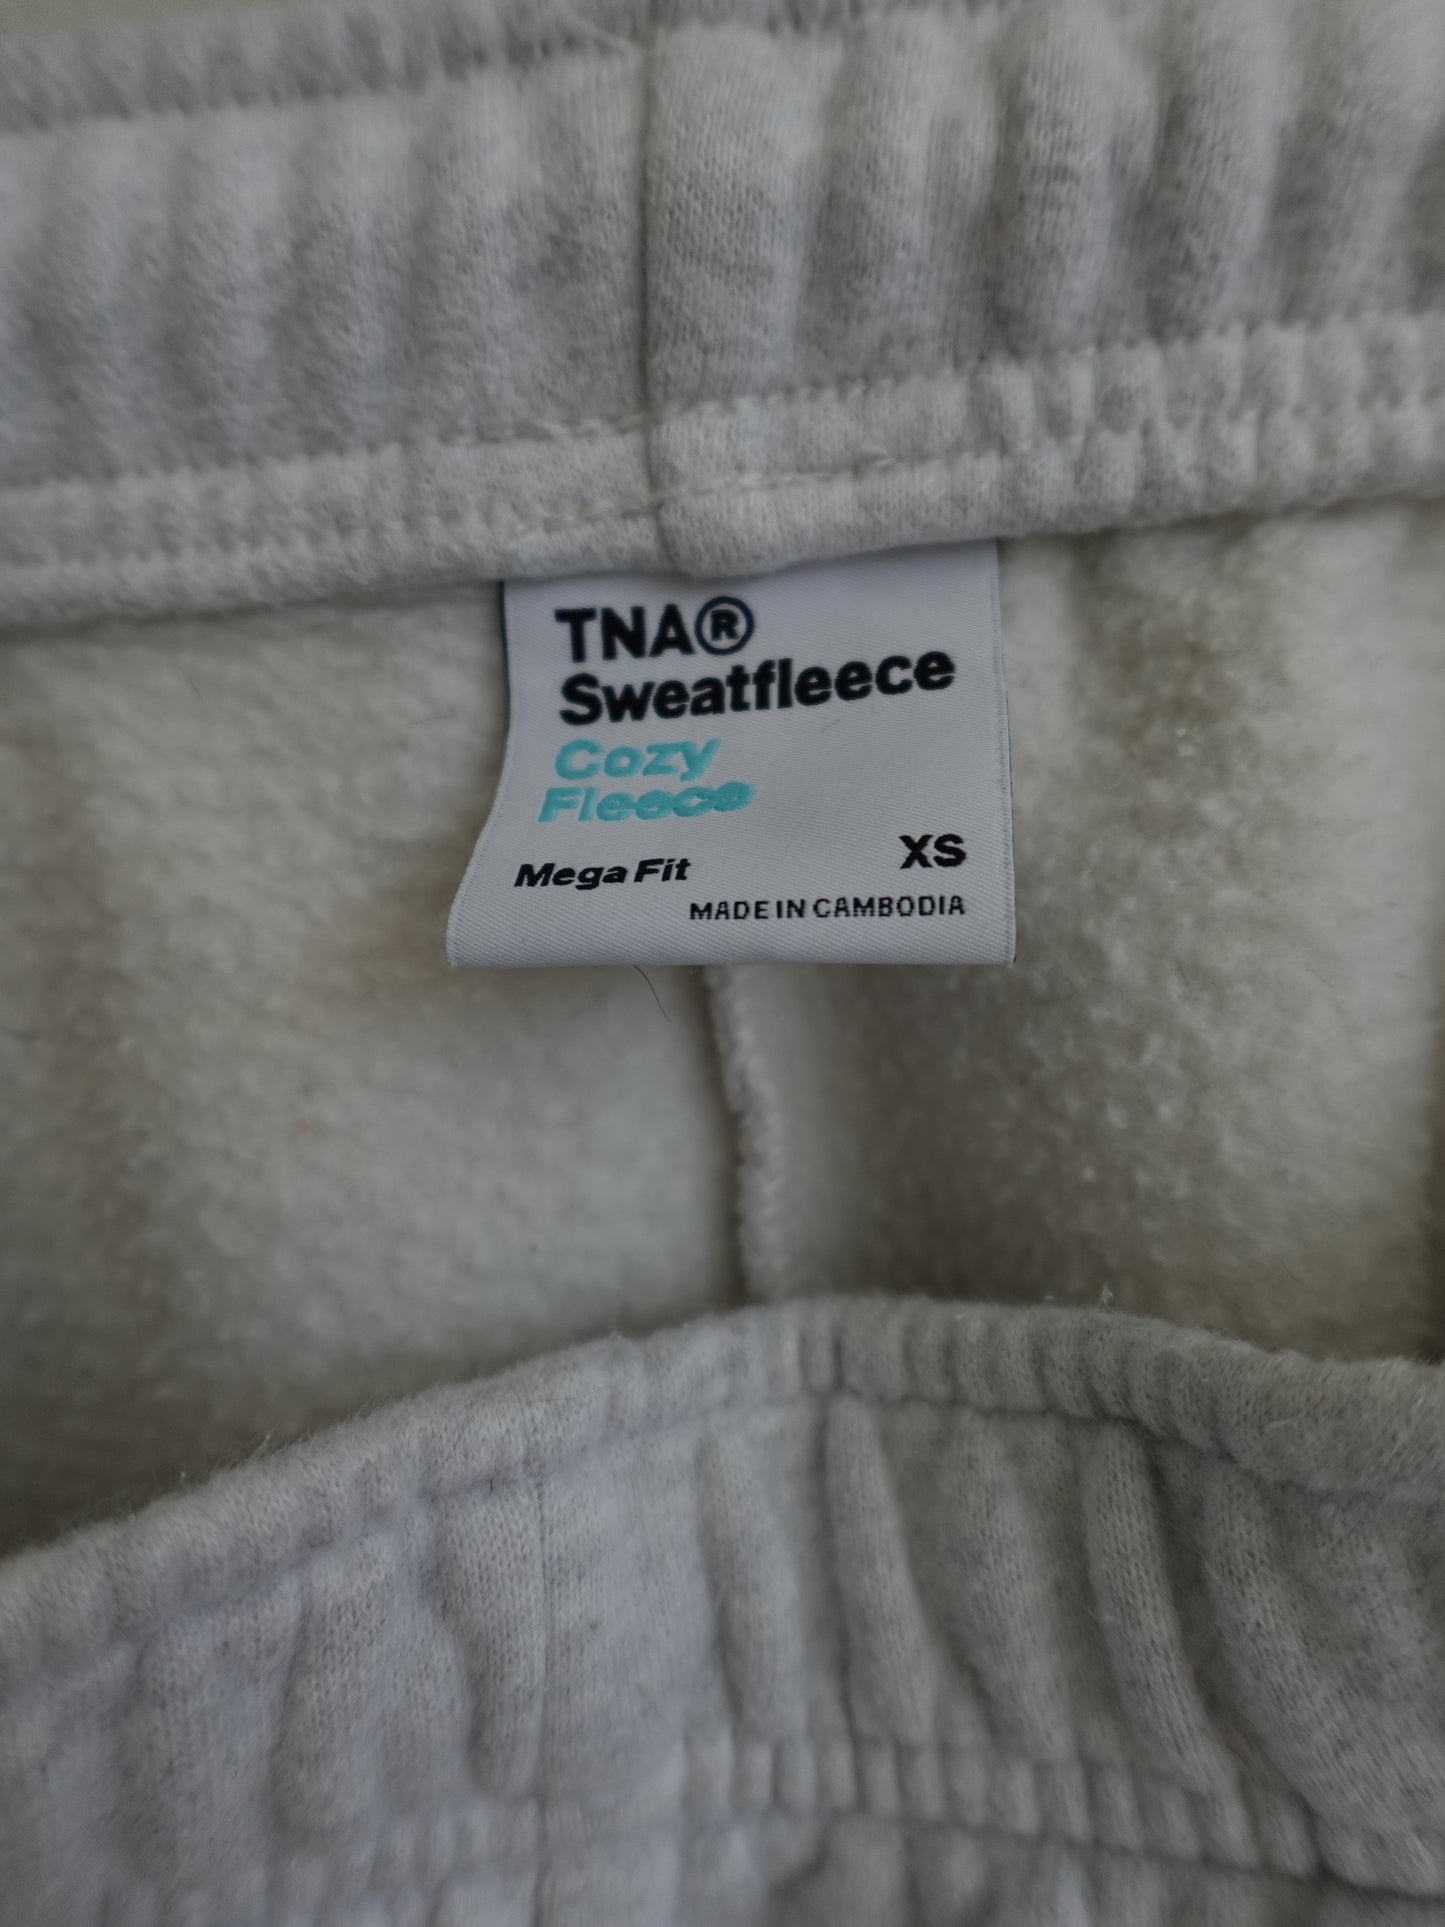 TNA®
Sweatfleece
Cozy
Fleece
Mega Fit
XS
MADE IN CAMBODIA